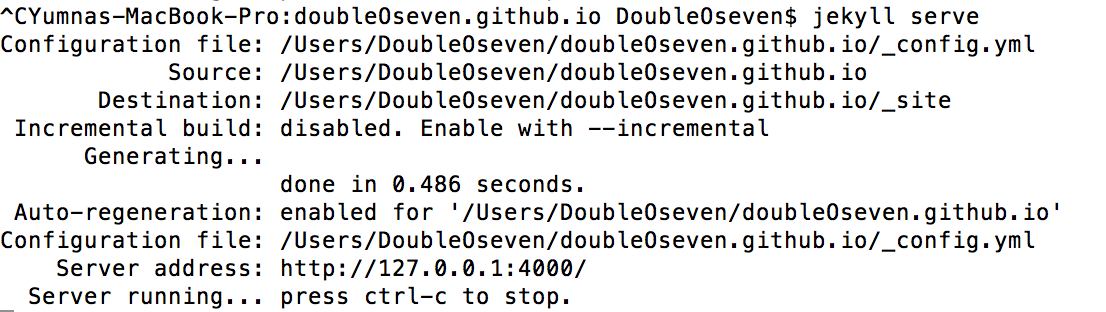 ^CYumnas-MacBook-Pro:doubleOseven.github.io DoubleOseven$ jekyll serve
Configuration file: /Users/DoubleOseven/doubleOseven.github.io/_config.yml
Source: /Users/DoubleOseven/doubleOseven.github.io
Destination: /Users/DoubleOseven/doubleOseven.github.io/_site
Incremental build: disabled. Enable with --incremental
Generating...
done in 0.486 seconds.
Auto-regeneration: enabled for '/Users/DoubleOseven/doubleOseven.github.io'
Configuration file: /Users/DoubleOseven/doubleOseven.github.io/_config.yml
Server address: http://127.0.0.1:4000/
Server running... press ctrl-c to stop.